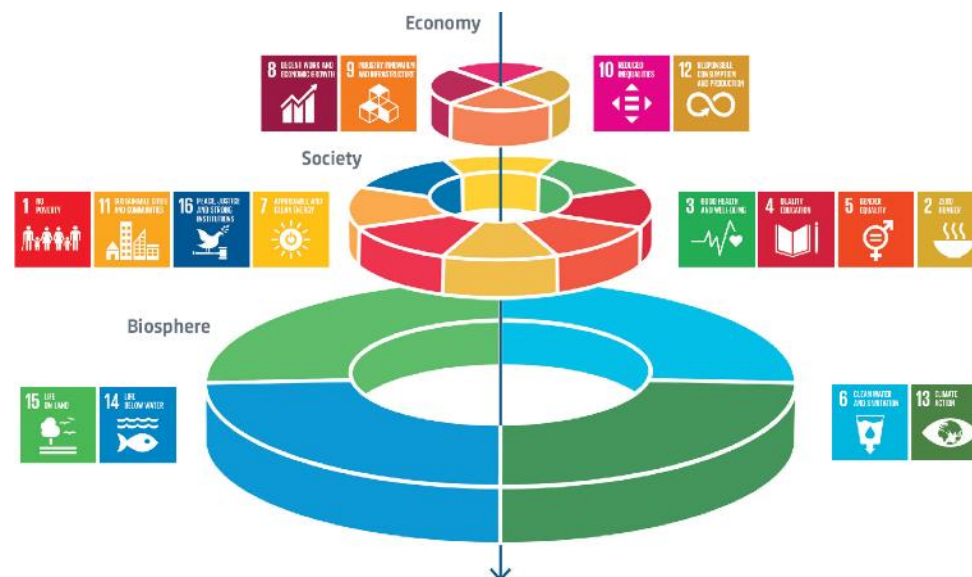 Economy
8 DECENT WORK AND
ECONOMIC GROWTH
9 INDUSTRY, INNOVATION
AND INFRASTRUCTURE
10 REDUCED
INEQUALITIES
12 RESPONSIBLE
CONSUMPTION
AND PRODUCTION
Society
1 NO
POVERTY
11 SUSTAINABLE CITIES
AND COMMUNITIES
16 PEACE, JUSTICE
AND STRONG
INSTITUTIONS
7 AFFORDABLE AND
CLEAN ENERGY
3 GOOD HEALTH
AND WELL-BEING
4 QUALITY
EDUCATION
5 GENDER
EQUALITY
2 ZERO
HUNGER
Biosphere
15 LIFE
ON LAND
14 LIFE
BELOW WATER
6 CLEAN WATER
AND SANITATION
13 CLIMATE
ACTION